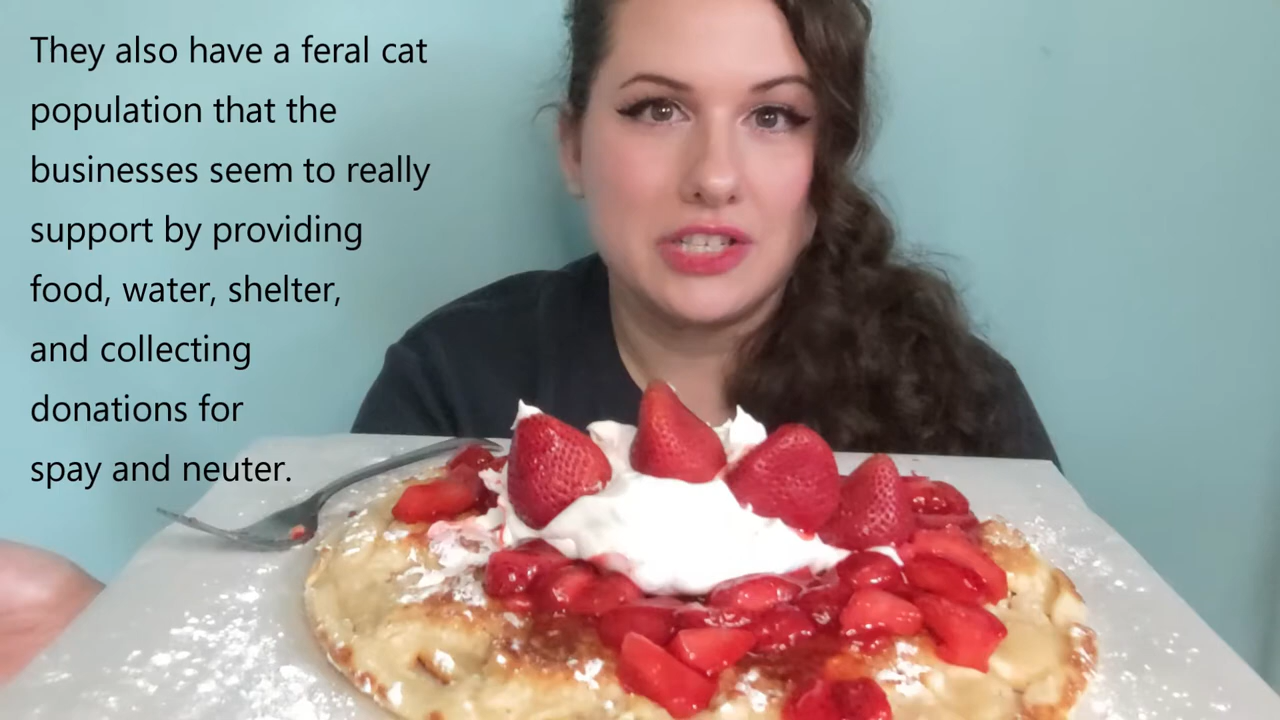 They also have a feral cat
population that the
businesses seem to really
support by providing
food, water, shelter,
and collecting
donations for
spay and neuter.